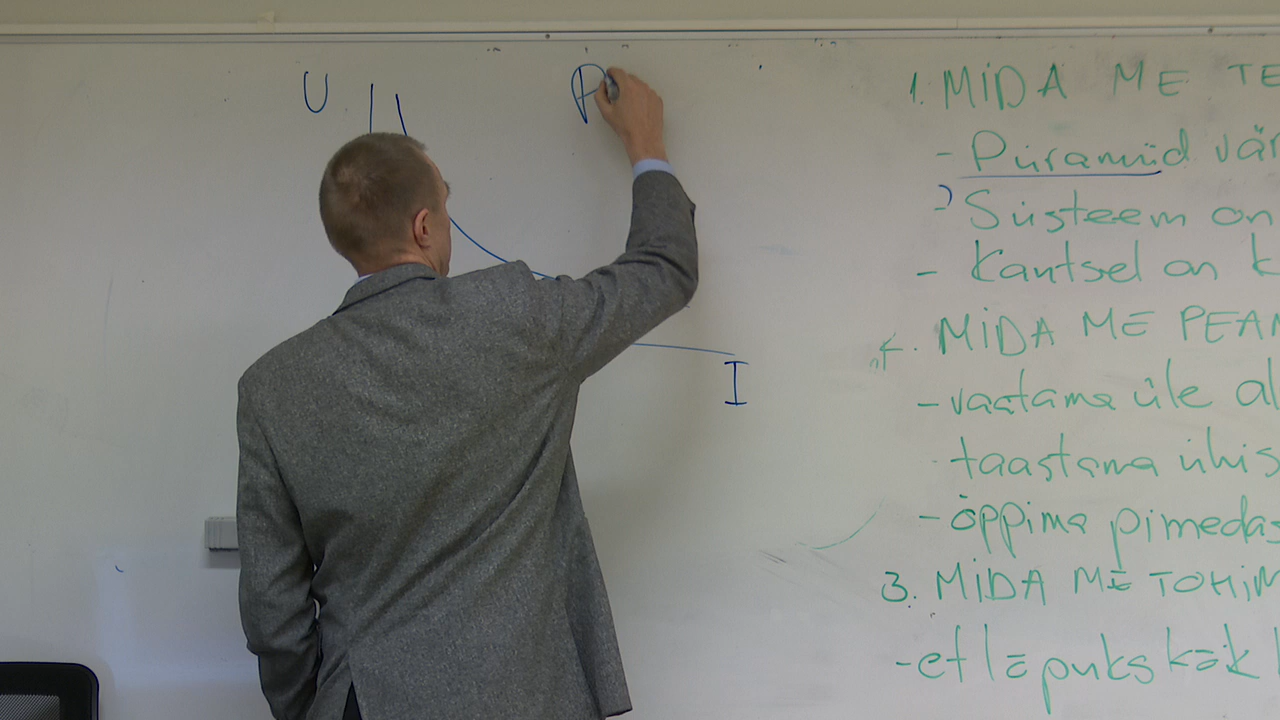 U
P
I
1. MIDA ME TE
- Püramiid vär
- Süsteem on
- Kantsel on k
MIDA ME PEAM
- vastama üle al
taastama ühis
- õppima pimedas
3. MIDA ME TOHIM
- et lõpuks kõik